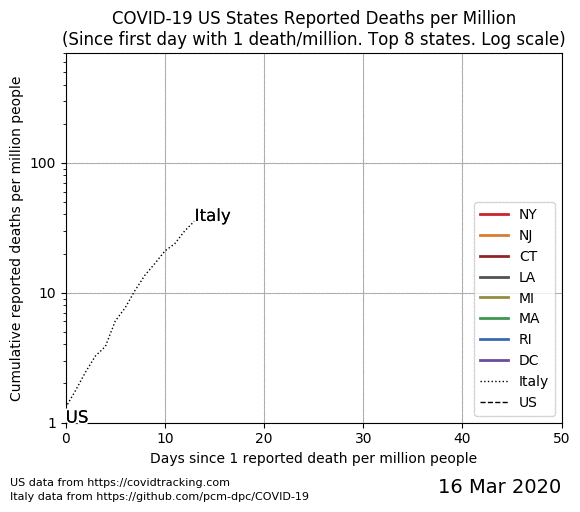 COVID-19 US States Reported Deaths per Million
(Since first day with 1 death/million. Top 8 states. Log scale)
Cumulative reported deaths per million people
100
10
1
Italy
US
NY
NJ
CT
LA
MI
MA
RI
DC
Italy
US
0 10 20 30 40 50
Days since 1 reported death per million people
US data from https://covidtracking.com
Italy data from https://github.com/pcm-dpc/COVID-19
16 Mar 2020